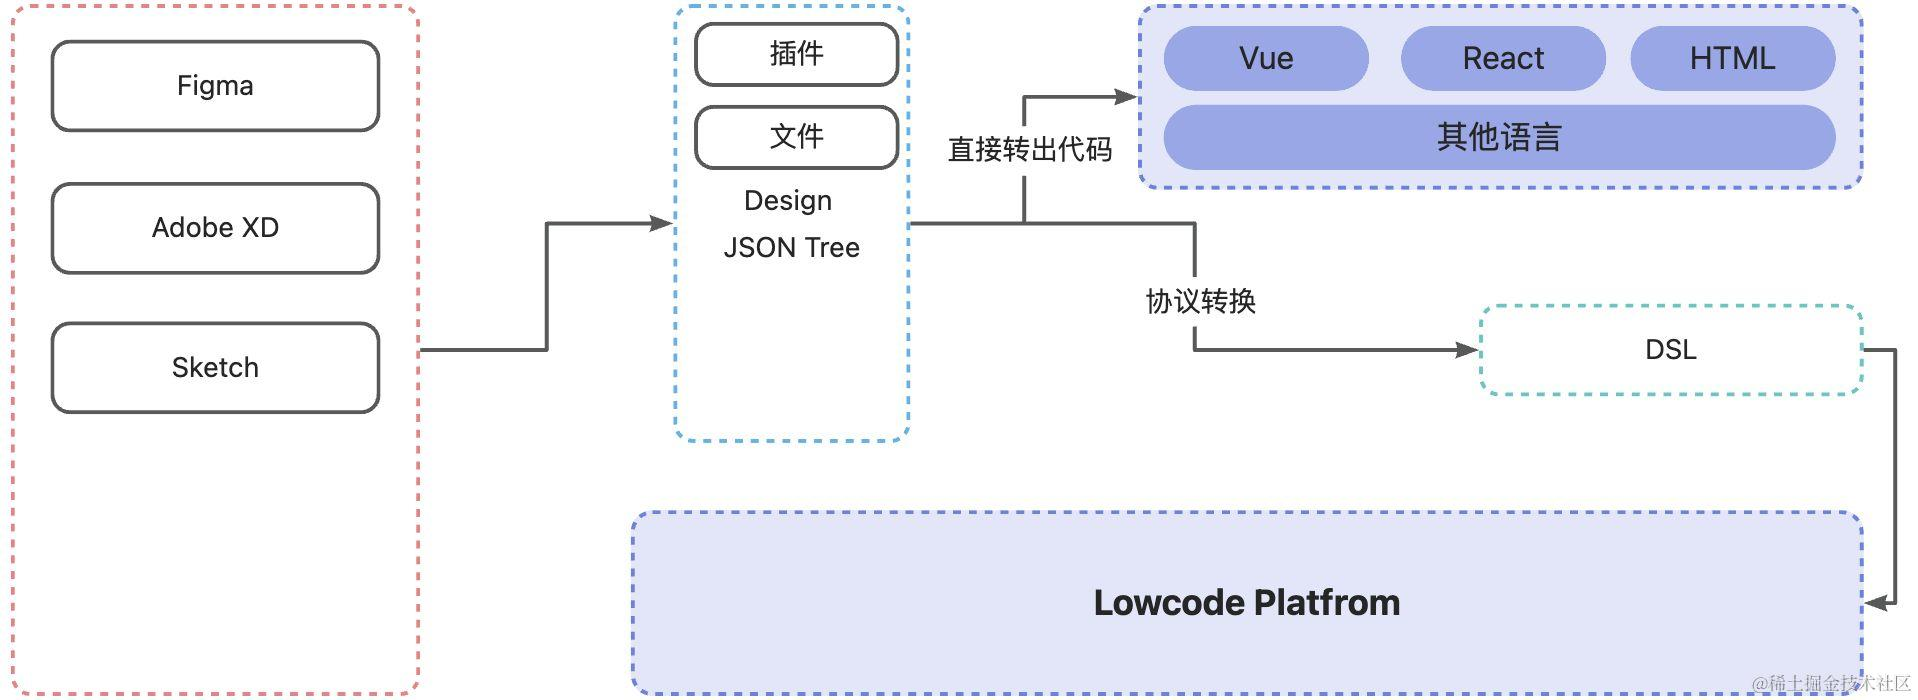 Figma
Adobe XD
Sketch
插件
文件
Design
JSON Tree
直接转出代码
协议转换
Vue
React
HTML
其他语言
DSL
Lowcode Platfrom
@稀土掘金技术社区